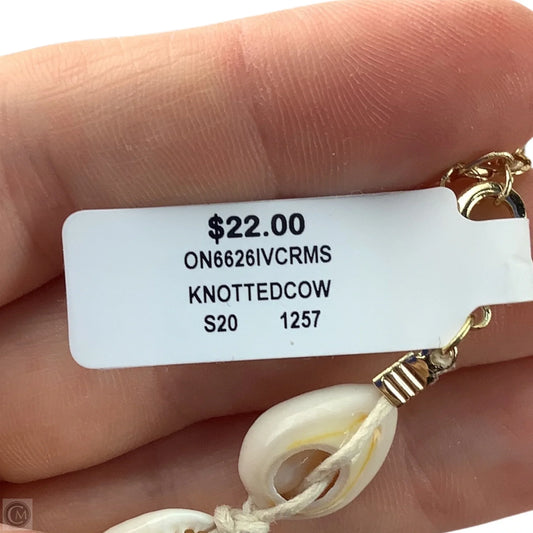 $22.00
ON6626IVCRMS
KNOTTEDCOW
S20 1257